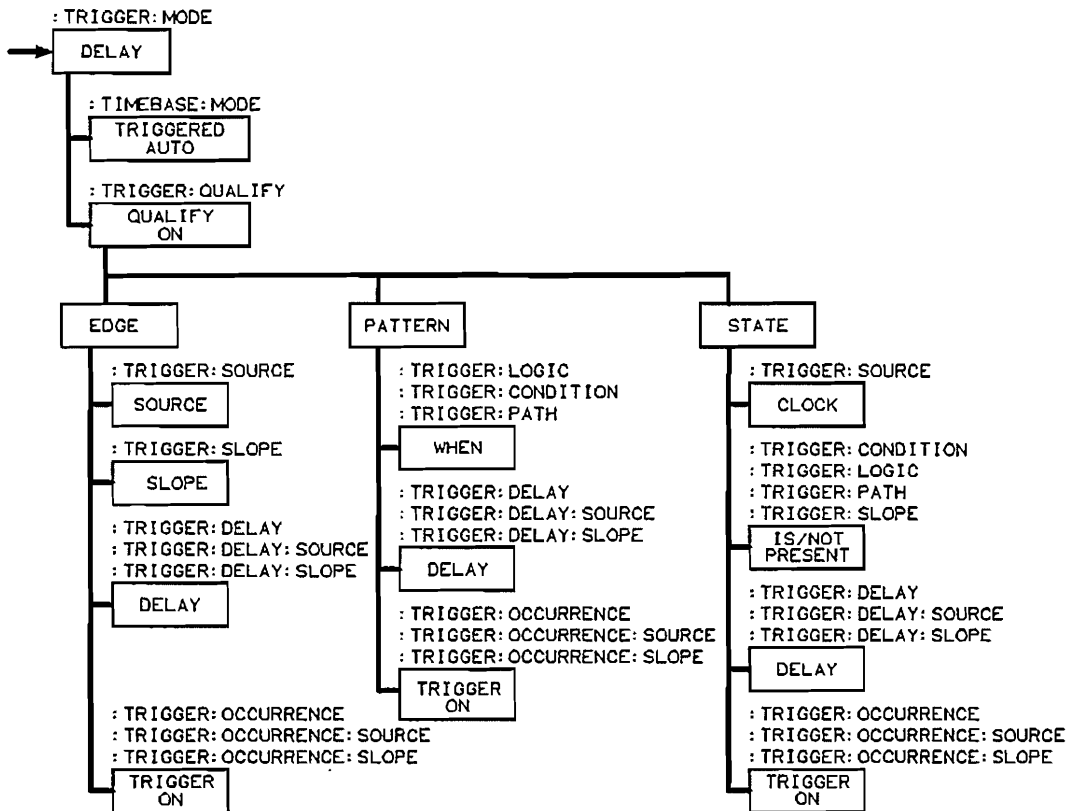 :TRIGGER:MODE
DELAY
:TIMEBASE:MODE
TRIGGERED
AUTO
:TRIGGER:QUALIFY
QUALIFY
ON
EDGE
:TRIGGER:SOURCE
SOURCE
:TRIGGER:SLOPE
SLOPE
:TRIGGER:DELAY
:TRIGGER:DELAY:SOURCE
:TRIGGER:DELAY:SLOPE
DELAY
:TRIGGER:OCCURRENCE
:TRIGGER:OCCURRENCE:SOURCE
:TRIGGER:OCCURRENCE:SLOPE
TRIGGER
ON
PATTERN
:TRIGGER:LOGIC
:TRIGGER:CONDITION
:TRIGGER:PATH
WHEN
:TRIGGER:DELAY
:TRIGGER:DELAY:SOURCE
:TRIGGER:DELAY:SLOPE
DELAY
:TRIGGER:OCCURRENCE
:TRIGGER:OCCURRENCE:SOURCE
:TRIGGER:OCCURRENCE:SLOPE
TRIGGER
ON
STATE
:TRIGGER:SOURCE
CLOCK
:TRIGGER:CONDITION
:TRIGGER:LOGIC
:TRIGGER:PATH
:TRIGGER:SLOPE
IS/NOT
PRESENT
:TRIGGER:DELAY
:TRIGGER:DELAY:SOURCE
:TRIGGER:DELAY:SLOPE
DELAY
:TRIGGER:OCCURRENCE
:TRIGGER:OCCURRENCE:SOURCE
:TRIGGER:OCCURRENCE:SLOPE
TRIGGER
ON